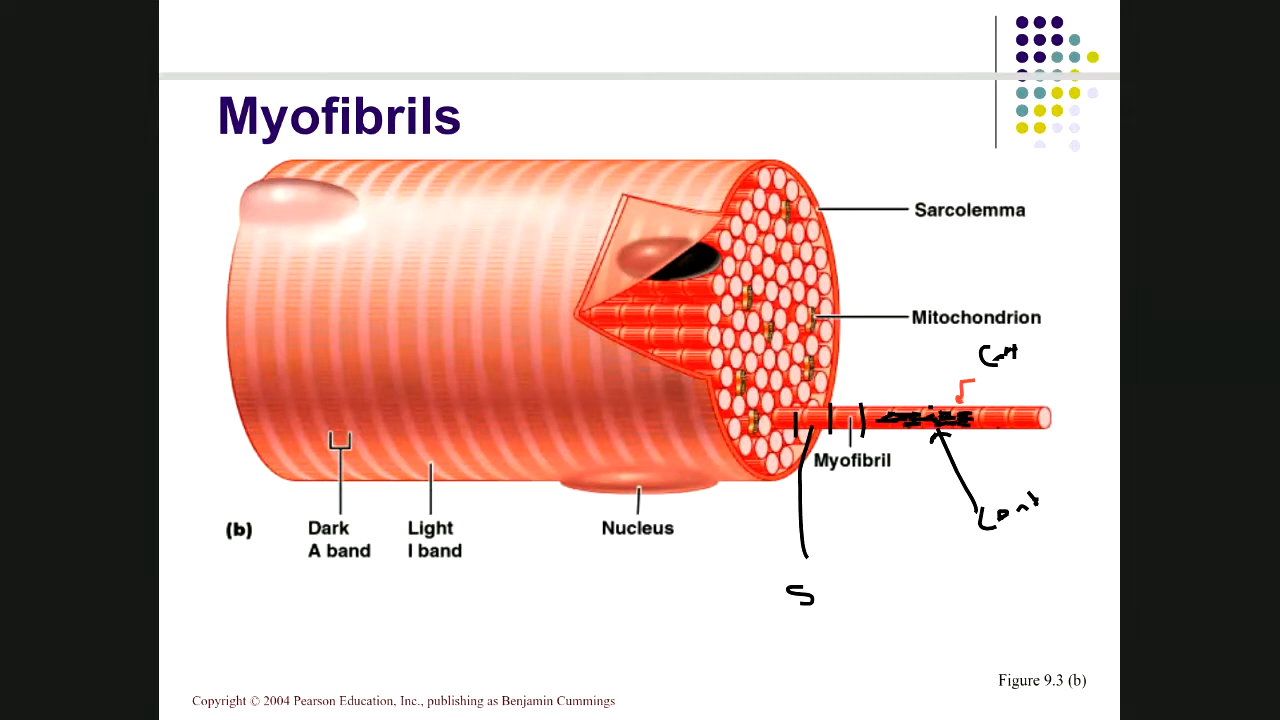 Myofibrils
Sarcolemma
Mitochondrion
Myofibril
(b)
Dark
A band
Light
I band
Nucleus
S
Figure 9.3 (b)
Copyright © 2004 Pearson Education, Inc., publishing as Benjamin Cummings